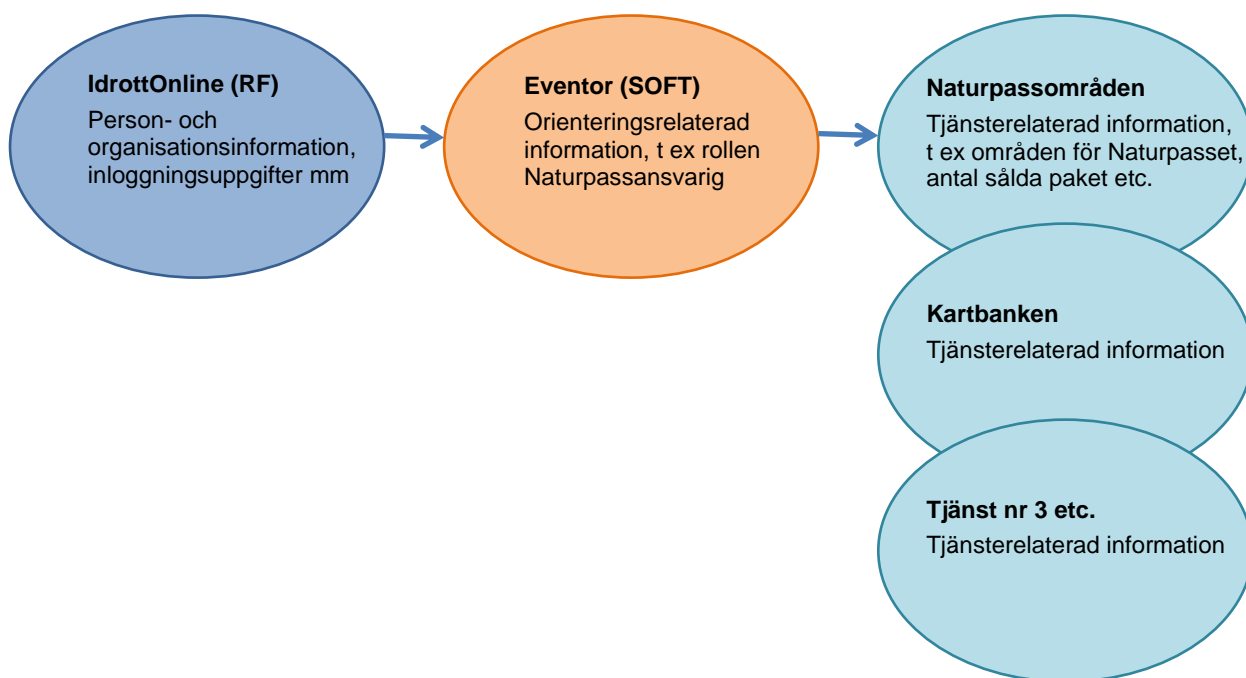 IdrottOnline (RF)
Person- och
organisationsinformation,
inloggningsuppgifter mm
Eventor (SOFT)
Orienteringsrelaterad
information, t ex rollen
Naturpassansvarig
Naturpassområden
Tjänsterelaterad information,
t ex områden för Naturpasset,
antal sålda paket etc.
Kartbanken
Tjänsterelaterad information
Tjänst nr 3 etc.
Tjänsterelaterad information